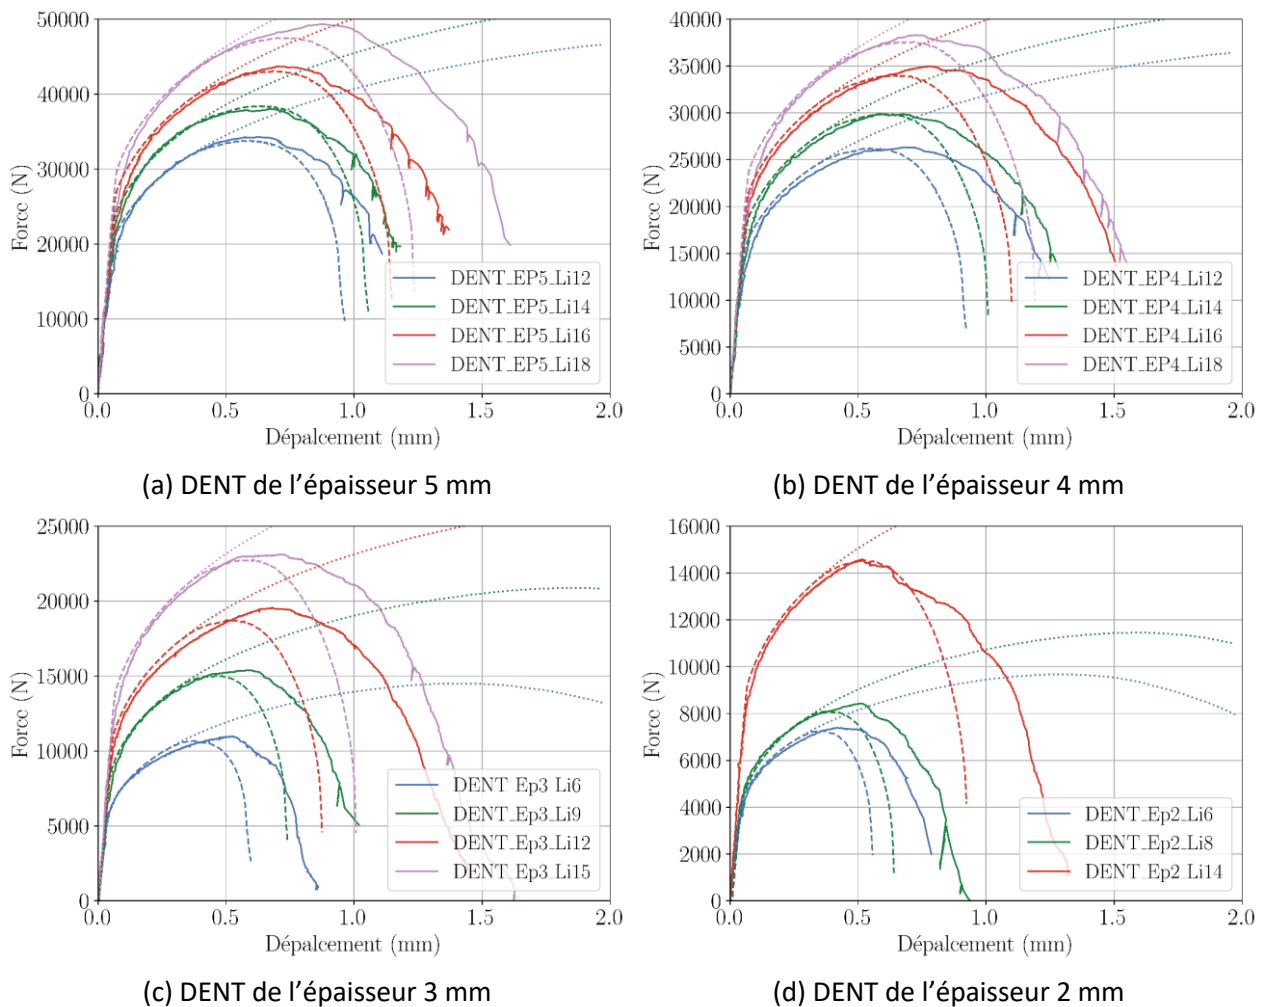 50000
40000
30000
20000
10000
0
0.0 0.5 1.0 1.5 2.0
Force (N)
Dépalcement (mm)
DENT_EP5_Li12
DENT_EP5_Li14
DENT_EP5_Li16
DENT_EP5_Li18
(a) DENT de l’épaisseur 5 mm
40000
35000
30000
25000
20000
15000
10000
5000
0
0.0 0.5 1.0 1.5 2.0
Force (N)
Dépalcement (mm)
DENT_EP4_Li12
DENT_EP4_Li14
DENT_EP4_Li16
DENT_EP4_Li18
(b) DENT de l’épaisseur 4 mm
25000
20000
15000
10000
5000
0
0.0 0.5 1.0 1.5 2.0
Force (N)
Dépalcement (mm)
DENT Ep3 Li6
DENT_Ep3_Li9
DENT_Ep3_Li12
DENT_Ep3_Li15
(c) DENT de l’épaisseur 3 mm
16000
14000
12000
10000
8000
6000
4000
2000
0
0.0 0.5 1.0 1.5 2.0
Force (N)
Dépalcement (mm)
DENT_Ep2_Li6
DENT_Ep2_Li8
DENT_Ep2_Li14
(d) DENT de l’épaisseur 2 mm